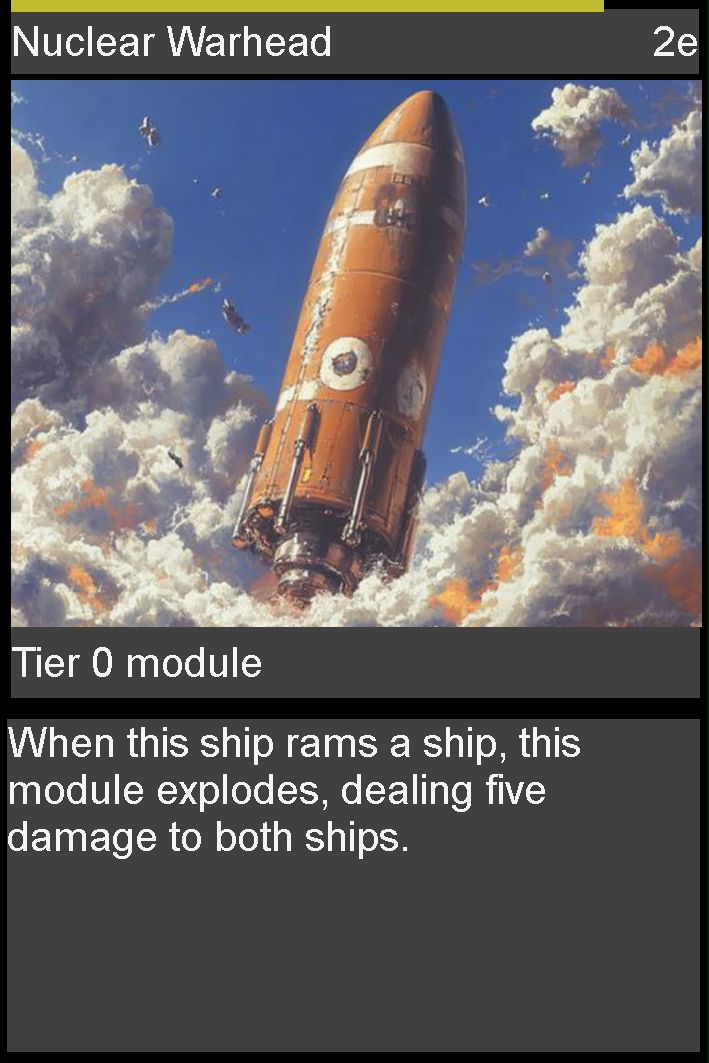 Nuclear Warhead 2e
Tier 0 module
When this ship rams a ship, this
module explodes, dealing five
damage to both ships.